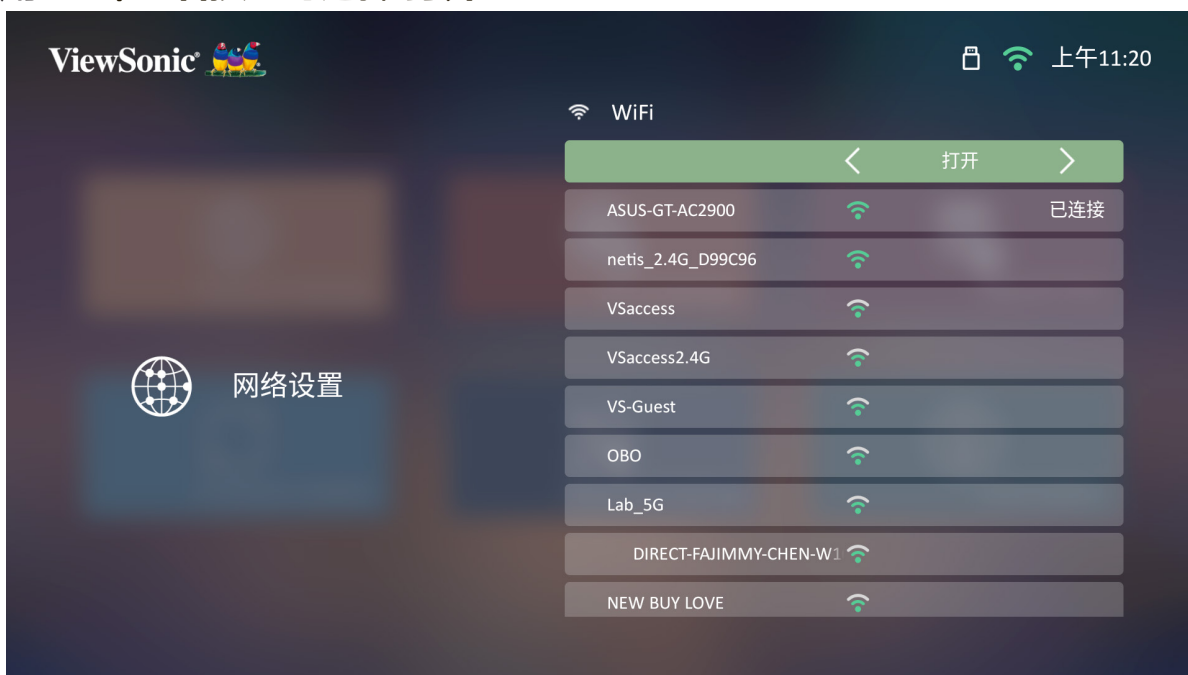 ViewSonic
上午11:20
WiFi
打开
ASUS-GT-AC2900 已连接
netis_2.4G_D99C96
VSaccess
VSaccess2.4G
网络设置
VS-Guest
OBO
Lab_5G
DIRECT-FAJIMMY-CHEN-W1
NEW BUY LOVE